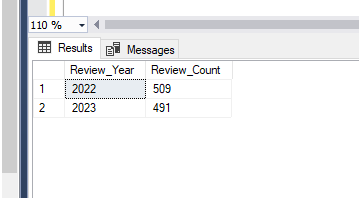 110 %
Results Messages
Review_Year Review_Count
1 2022 509
2 2023 491